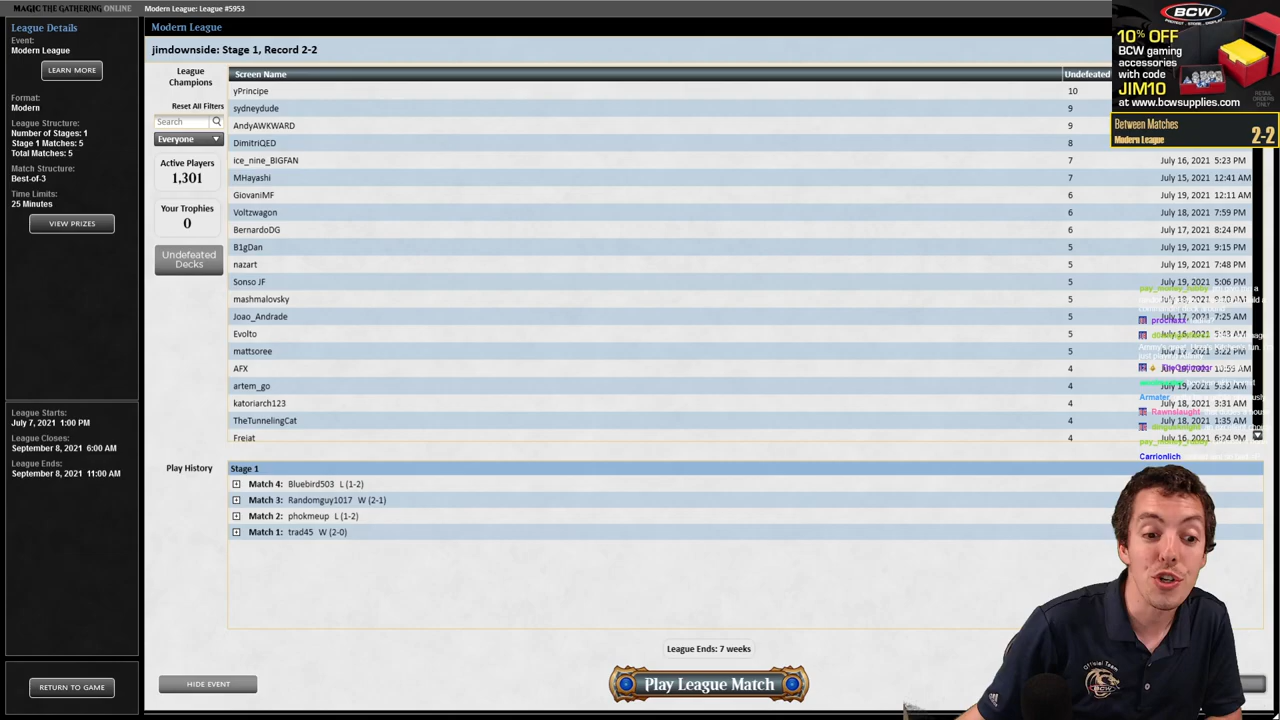 MAGIC THE GATHERING ONLINE
Modern League: League #5953
League Details
Event:
Modern League
LEARN MORE
Format:
Modern
League Structure:
Number of Stages: 1
Stage 1 Matches: 5
Total Matches: 5
Match Structure:
Best-of-3
Time Limits:
25 Minutes
VIEW PRIZES
League Starts:
July 7, 2021 1:00 PM
League Closes:
September 8, 2021 6:00 AM
League Ends:
September 8, 2021 11:00 AM
RETURN TO GAME
Modern League
jimdownside: Stage 1, Record 2-2
League Champions
Reset All Filters
Search
Everyone
Active Players
1,301
Your Trophies
0
Undefeated Decks
Screen Name Undefeated
yPrincipe 10
sydneydude 9
AndyAWKWARD 9
DimitriQED 8
ice_nine_BIGFAN 7 July 16, 2021 5:23 PM
MHayashi 7 July 15, 2021 12:41 AM
GiovaniMF 6 July 19, 2021 12:11 AM
Voltzwagon 6 July 18, 2021 7:59 PM
BernardoDG 6 July 17, 2021 8:24 PM
B1gDan 5 July 19, 2021 9:15 PM
nazart 5 July 19, 2021 7:48 PM
Sonso JF 5 July 19, 2021 5:06 PM
mashmalovsky 5
Joao_Andrade 5 July 17, 2021 7:25 AM
Evolto 5
mattsoree 5
AFX 4
artem_go 4
katoriarch123 4 July 18, 2021 3:31 AM
TheTunnelingCat 4 July 18, 2021 1:35 AM
Freiat 4 July 16, 2021 6:24 PM
Armater
Rawnslaught
Carrionlich
Play History
Stage 1
Match 4: Bluebird503 L (1-2)
Match 3: Randomguy1017 W (2-1)
Match 2: phokmeup L (1-2)
Match 1: trad45 W (2-0)
League Ends: 7 weeks
HIDE EVENT
Play League Match
BCW
10% OFF
BCW gaming
accessories
with code
JIM10
at www.bcwsupplies.com
RETAIL
ORDERS
ONLY
Between Matches
Modern League
2-2
Official Team
BCW